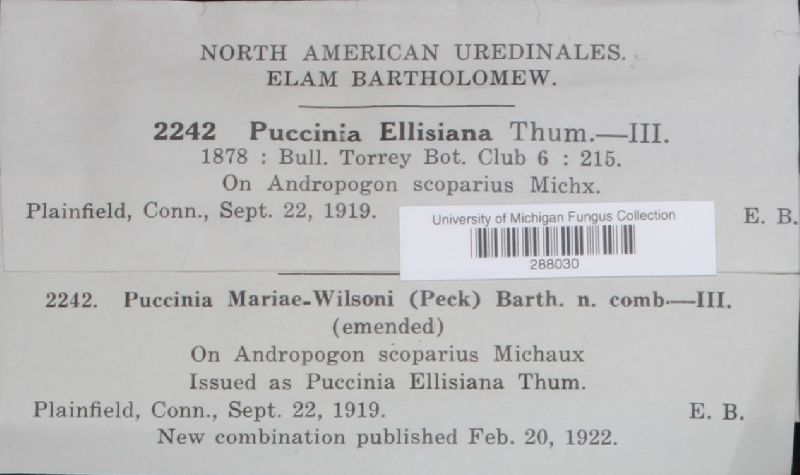 NORTH AMERICAN UREDINALES.
ELAM BARTHOLOMEW.
2242 Puccinia Ellisiana Thum.—III.
1878 : Bull. Torrey Bot. Club 6 : 215.
On Andropogon scoparius Michx.
Plainfield, Conn., Sept. 22, 1919. E. B.
University of Michigan Fungus Collection
288030
2242. Puccinia Mariae-Wilsoni (Peck) Barth. n. comb.—III.
(emended)
On Andropogon scoparius Michaux
Issued as Puccinia Ellisiana Thum.
Plainfield, Conn., Sept. 22, 1919. E. B.
New combination published Feb. 20, 1922.